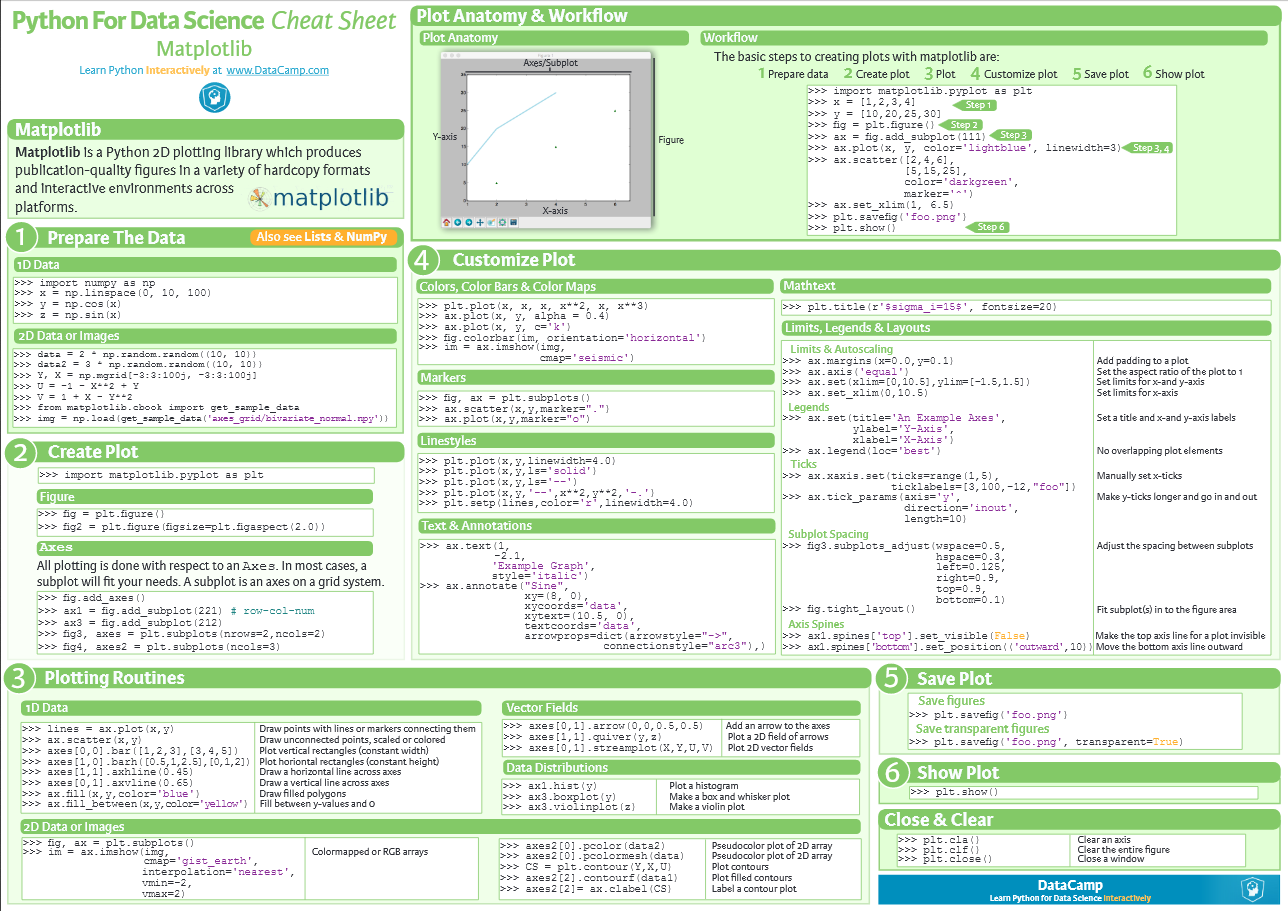 Python For Data Science Cheat Sheet
Matplotlib
Learn Python Interactively at www.DataCamp.com
Matplotlib
Matplotlib is a Python 2D plotting library which produces
publication-quality figures in a variety of hardcopy formats
and interactive environments across
platforms.
matplotlib
1 Prepare The Data
Also see Lists & NumPy
1D Data
>>> import numpy as np
>>> x = np.linspace(0, 10, 100)
>>> y = np.cos(x)
>>> z = np.sin(x)
2D Data or Images
>>> data = 2 * np.random.random((10, 10))
>>> data2 = 3 * np.random.random((10, 10))
>>> Y, X = np.mgrid[-3:3:100j, -3:3:100j]
>>> U = -1 - X**2 + Y
>>> V = 1 + X - Y**2
>>> from matplotlib.cbook import get_sample_data
>>> img = np.load(get_sample_data('axes_grid/bivariate_normal.npy'))
2 Create Plot
>>> import matplotlib.pyplot as plt
Figure
>>> fig = plt.figure()
>>> fig2 = plt.figure(figsize=plt.figaspect(2.0))
Axes
All plotting is done with respect to an Axes. In most cases, a
subplot will fit your needs. A subplot is an axes on a grid system.
>>> fig.add_axes()
>>> ax1 = fig.add_subplot(221) # row-col-num
>>> ax3 = fig.add_subplot(212)
>>> fig3, axes = plt.subplots(nrows=2,ncols=2)
>>> fig4, axes2 = plt.subplots(ncols=3)
Plot Anatomy & Workflow
Plot Anatomy
Axes/Subplot
Y-axis
Figure
X-axis
Workflow
The basic steps to creating plots with matplotlib are:
1 Prepare data 2 Create plot 3 Plot 4 Customize plot 5 Save plot 6 Show plot
>>> import matplotlib.pyplot as plt
>>> x = [1,2,3,4] Step 1
>>> y = [10,20,25,30]
>>> fig = plt.figure() Step 2
>>> ax = fig.add_subplot(111) Step 3
>>> ax.plot(x, y, color='lightblue', linewidth=3) Step 3, 4
>>> ax.scatter([2,4,6],
[5,15,25],
color='darkgreen',
marker='^')
>>> ax.set_xlim(1, 6.5)
>>> plt.savefig('foo.png')
>>> plt.show() Step 6
4 Customize Plot
Colors, Color Bars & Color Maps
>>> plt.plot(x, x, x, x**2, x, x**3)
>>> ax.plot(x, y, alpha = 0.4)
>>> ax.plot(x, y, c='k')
>>> fig.colorbar(im, orientation='horizontal')
>>> im = ax.imshow(img,
cmap='seismic')
Markers
>>> fig, ax = plt.subplots()
>>> ax.scatter(x,y,marker=".")
>>> ax.plot(x,y,marker="o")
Linestyles
>>> plt.plot(x,y,linewidth=4.0)
>>> plt.plot(x,y,ls='solid')
>>> plt.plot(x,y,ls='--')
>>> plt.plot(x,y,'--',x**2,y**2,'-.')
>>> plt.setp(lines,color='r',linewidth=4.0)
Text & Annotations
>>> ax.text(1,
-2.1,
'Example Graph',
style='italic')
>>> ax.annotate("Sine",
xy=(8, 0),
xycoords='data',
xytext=(10.5, 0),
textcoords='data',
arrowprops=dict(arrowstyle="->",
connectionstyle="arc3"),)
Mathtext
>>> plt.title(r'$sigma_i=15$', fontsize=20)
Limits, Legends & Layouts
Limits & Autoscaling
>>> ax.margins(x=0.0,y=0.1) Add padding to a plot
>>> ax.axis('equal') Set the aspect ratio of the plot to 1
>>> ax.set(xlim=[0,10.5],ylim=[-1.5,1.5]) Set limits for x-and y-axis
>>> ax.set_xlim(0,10.5) Set limits for x-axis
Legends
>>> ax.set(title='An Example Axes', Set a title and x-and y-axis labels
ylabel='Y-Axis',
xlabel='X-Axis')
>>> ax.legend(loc='best') No overlapping plot elements
Ticks
>>> ax.xaxis.set(ticks=range(1,5), Manually set x-ticks
ticklabels=[3,100,-12,"foo"])
>>> ax.tick_params(axis='y', Make y-ticks longer and go in and out
direction='inout',
length=10)
Subplot Spacing
>>> fig3.subplots_adjust(wspace=0.5, Adjust the spacing between subplots
hspace=0.3,
left=0.125,
right=0.9,
top=0.9,
bottom=0.1)
>>> fig.tight_layout() Fit subplot(s) in to the figure area
Axis Spines
>>> ax1.spines['top'].set_visible(False) Make the top axis line for a plot invisible
>>> ax1.spines['bottom'].set_position(('outward',10)) Move the bottom axis line outward
3 Plotting Routines
1D Data
>>> lines = ax.plot(x,y) Draw points with lines or markers connecting them
>>> ax.scatter(x,y) Draw unconnected points, scaled or colored
>>> axes[0,0].bar([1,2,3],[3,4,5]) Plot vertical rectangles (constant width)
>>> axes[1,0].barh([0.5,1,2.5],[0,1,2]) Plot horiontal rectangles (constant height)
>>> axes[1,1].axhline(0.45) Draw a horizontal line across axes
>>> axes[0,1].axvline(0.65) Draw a vertical line across axes
>>> ax.fill(x,y,color='blue') Draw filled polygons
>>> ax.fill_between(x,y,color='yellow') Fill between y-values and 0
Vector Fields
>>> axes[0,1].arrow(0,0,0.5,0.5) Add an arrow to the axes
>>> axes[1,1].quiver(y,z) Plot a 2D field of arrows
>>> axes[0,1].streamplot(X,Y,U,V) Plot 2D vector fields
Data Distributions
>>> ax1.hist(y) Plot a histogram
>>> ax3.boxplot(y) Make a box and whisker plot
>>> ax3.violinplot(z) Make a violin plot
2D Data or Images
>>> fig, ax = plt.subplots()
>>> im = ax.imshow(img, Colormapped or RGB arrays
cmap='gist_earth',
interpolation='nearest',
vmin=-2,
vmax=2)
>>> axes2[0].pcolor(data2) Pseudocolor plot of 2D array
>>> axes2[0].pcolormesh(data) Pseudocolor plot of 2D array
>>> CS = plt.contour(Y,X,U) Plot contours
>>> axes2[2].contourf(data1) Plot filled contours
>>> axes2[2]= ax.clabel(CS) Label a contour plot
5 Save Plot
Save figures
>>> plt.savefig('foo.png')
Save transparent figures
>>> plt.savefig('foo.png', transparent=True)
6 Show Plot
>>> plt.show()
Close & Clear
>>> plt.cla() Clear an axis
>>> plt.clf() Clear the entire figure
>>> plt.close() Close a window
DataCamp
Learn Python for Data Science Interactively